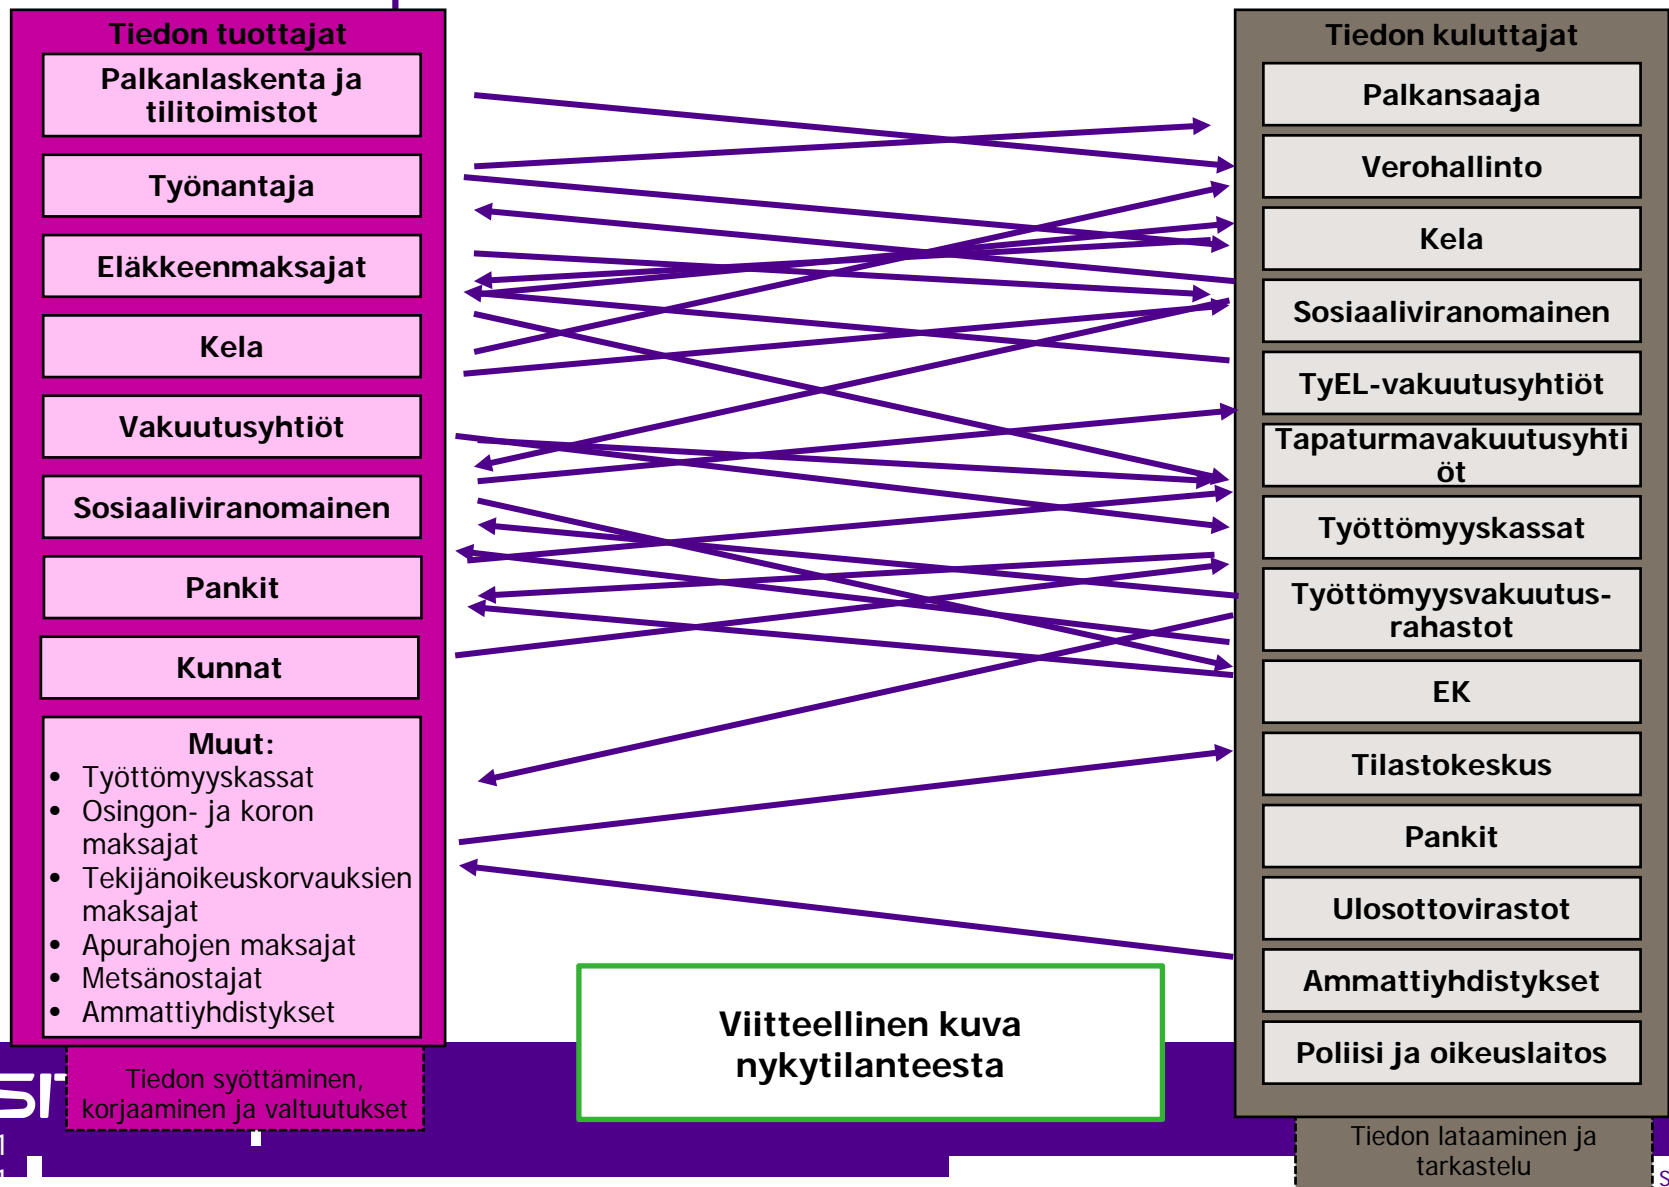 Tiedon tuottajat
Palkanlaskenta ja
tilitoimistot
Työnantaja
Eläkkeenmaksajat
Kela
Vakuutusyhtiöt
Sosiaaliviranomainen
Pankit
Kunnat
Muut:
• Työttömyyskassat
• Osingon- ja koron
maksajat
• Tekijänoikeuskorvauksien
maksajat
• Apurahojen maksajat
• Metsänostajat
• Ammattiyhdistykset
Tiedon syöttäminen,
korjaaminen ja valtuutukset
Viitteellinen kuva
nykytilanteesta
Tiedon kuluttajat
Palkansaaja
Verohallinto
Kela
Sosiaaliviranomainen
TyEL-vakuutusyhtiöt
Tapaturmavakuutusyhti
öt
Työttömyyskassat
Työttömyysvakuutus-
rahastot
EK
Tilastokeskus
Pankit
Ulosottovirastot
Ammattiyhdistykset
Poliisi ja oikeuslaitos
Tiedon lataaminen ja
tarkastelu